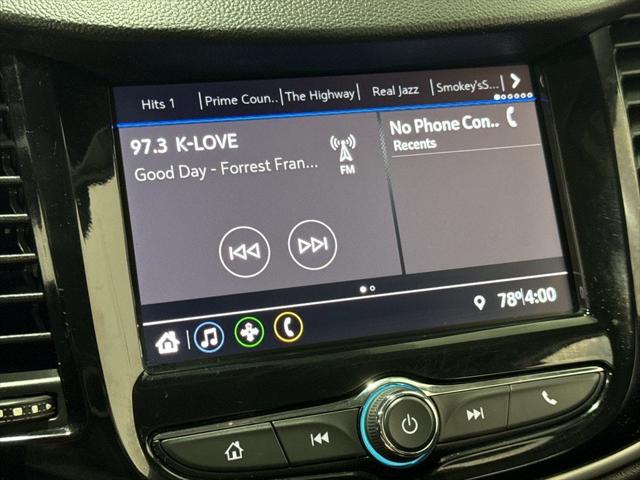 Hits 1 | Prime Coun.. | The Highway | Real Jazz | Smokey'sS...
97.3 K-LOVE
Good Day - Forrest Fran...
FM
No Phone Con..
Recents
78° 4:00